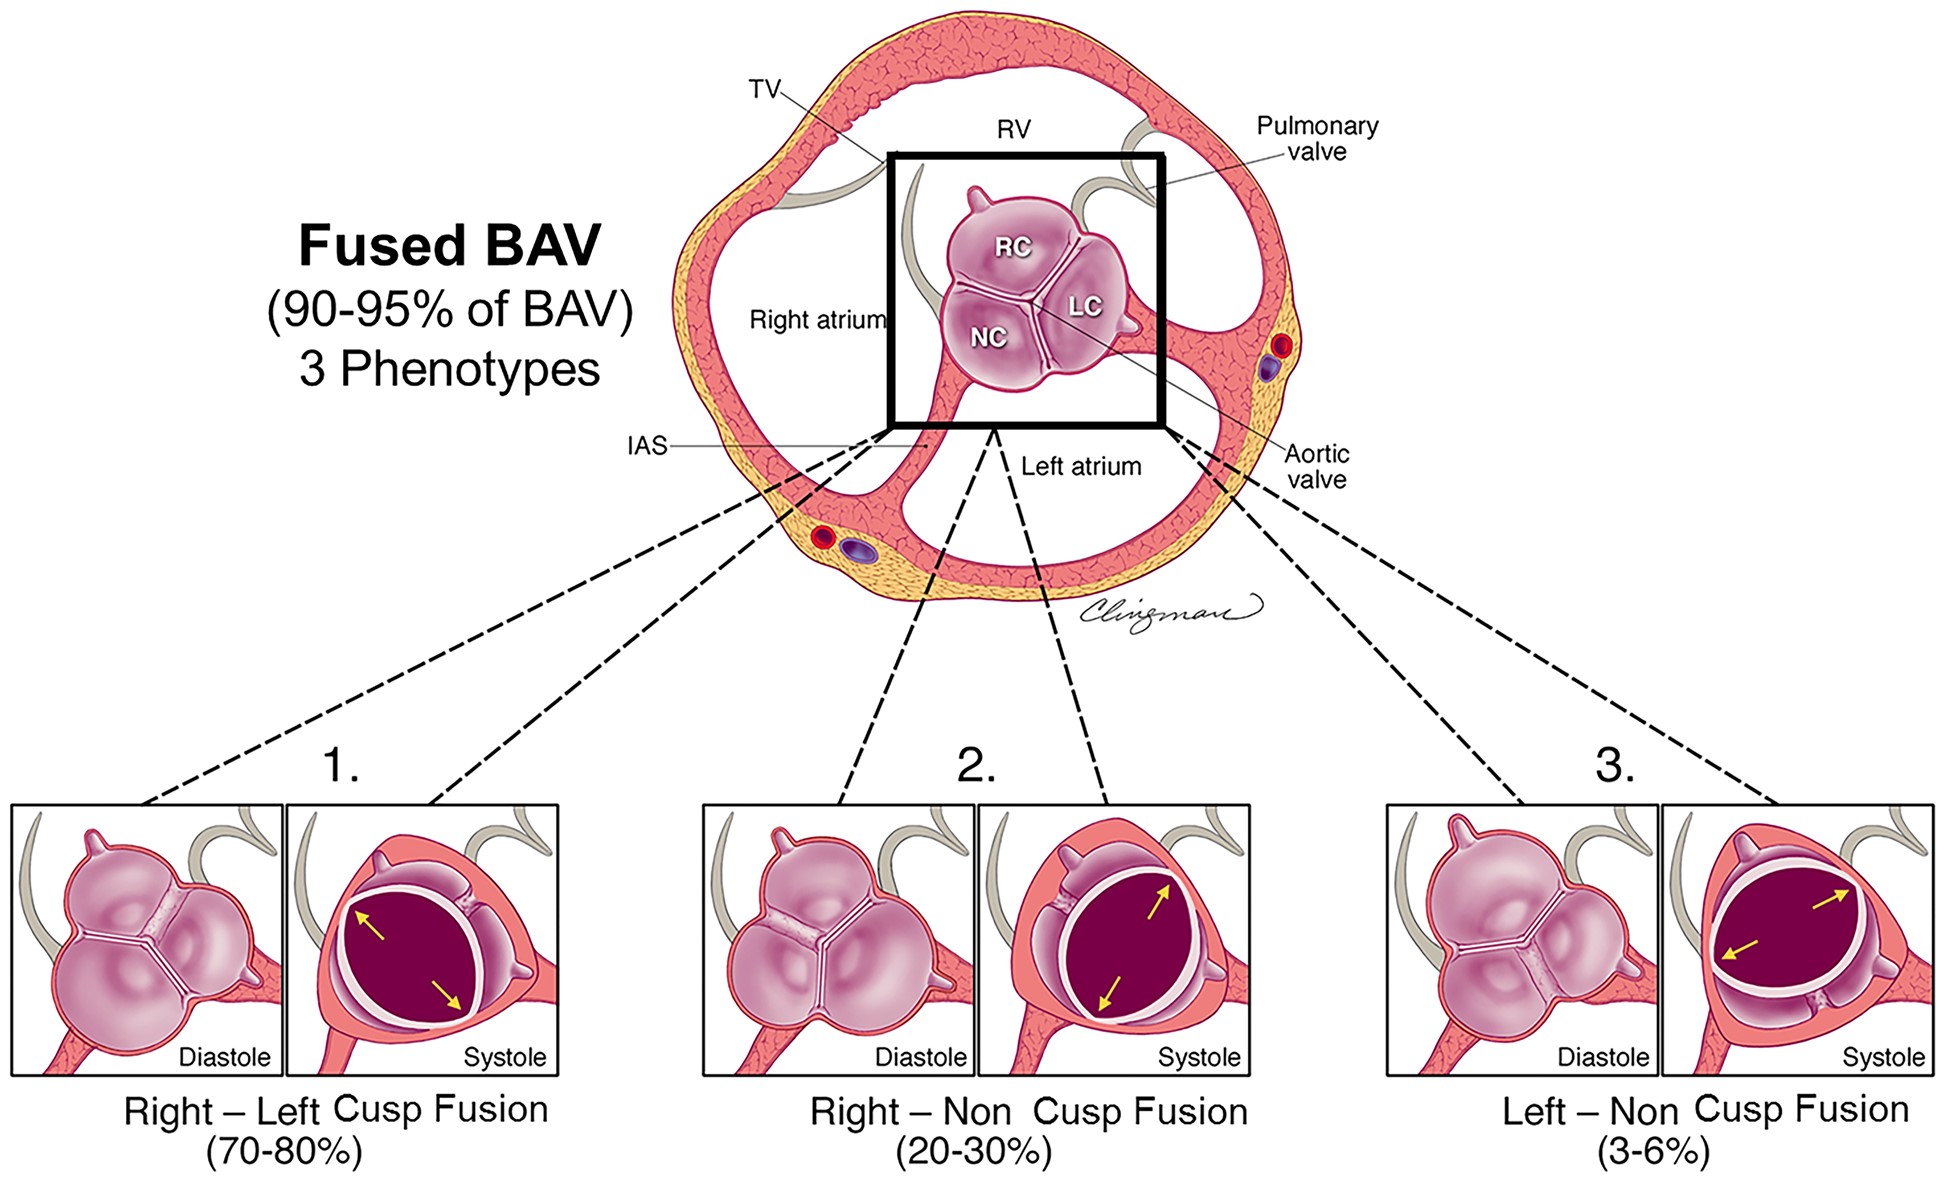 TV
RV
Pulmonary
valve
Fused BAV
(90-95% of BAV)
3 Phenotypes
RC
LC
NC
Right atrium
IAS
Left atrium
Aortic
valve
Clingman
1.
2.
3.
Diastole
Systole
Diastole
Systole
Diastole
Systole
Right – Left Cusp Fusion
(70-80%)
Right – Non Cusp Fusion
(20-30%)
Left – Non Cusp Fusion
(3-6%)